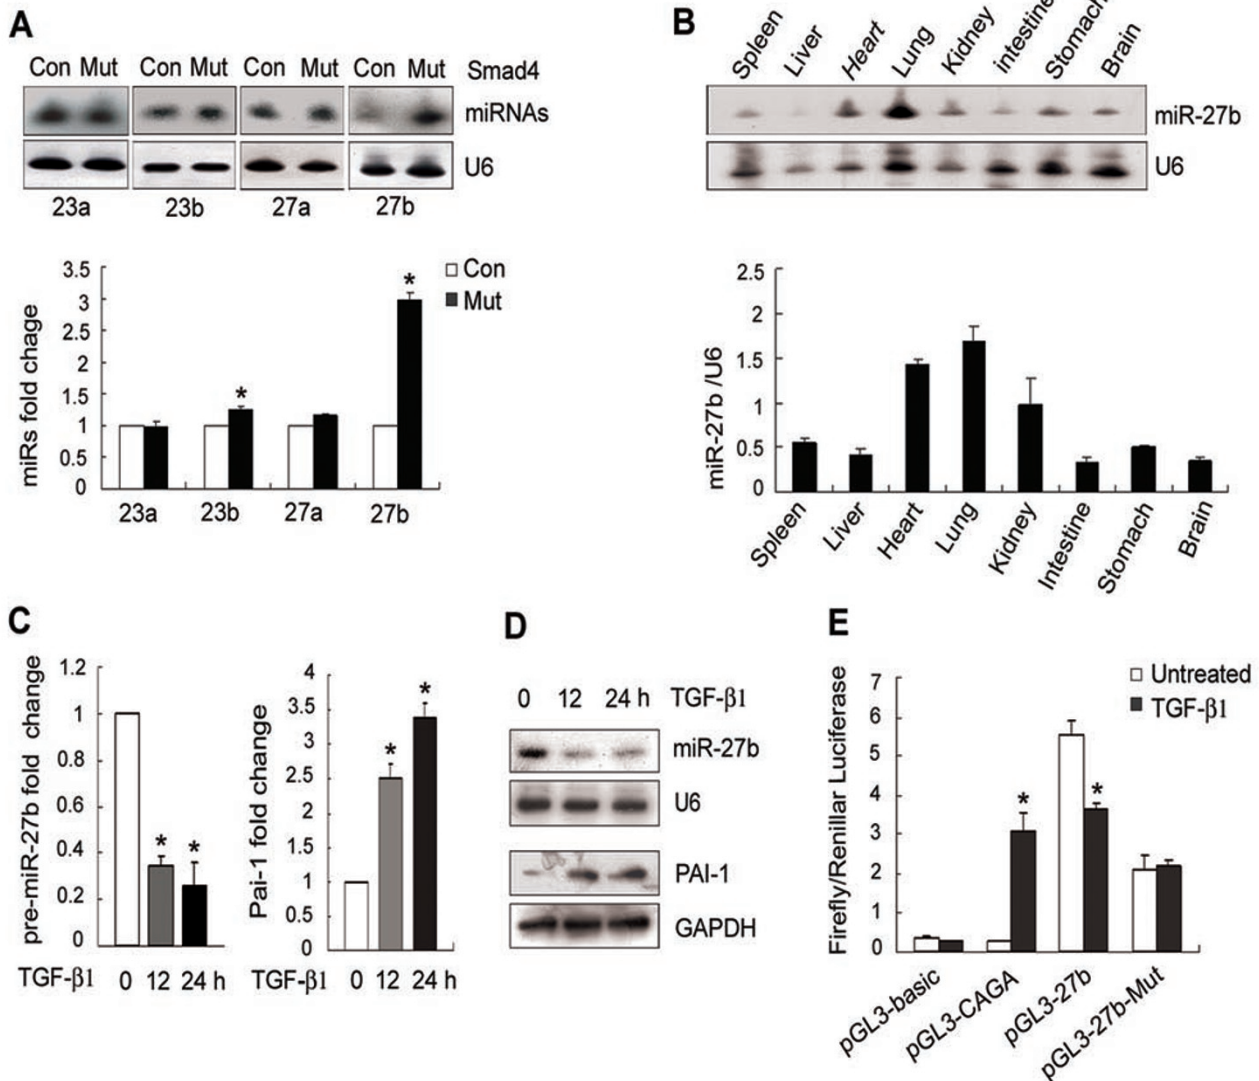 A
Con Mut Con Mut Con Mut Con Mut Smad4
miRNAs
U6
23a 23b 27a 27b
3.5
3
2.5
2
1.5
1
0.5
0
miRs fold chage
Con
Mut
*
*
23a 23b 27a 27b
B
Spleen Liver Heart Lung Kidney intestine Stomach Brain
miR-27b
U6
2.5
2
1.5
1
0.5
0
miR-27b /U6
Spleen Liver Heart Lung Kidney Intestine Stomach Brain
C
1.2
1
0.8
0.6
0.4
0.2
0
pre-miR-27b fold change
* *
TGF-β1 0 12 24 h
4
3.5
3
2.5
2
1.5
1
0.5
0
Pai-1 fold change
* *
TGF-β1 0 12 24 h
D
0 12 24 h TGF-β1
miR-27b
U6
PAI-1
GAPDH
E
7
6
5
4
3
2
1
0
Firefly/Renillar Luciferase
Untreated
TGF-β1
* *
pGL3-basic pGL3-CAGA pGL3-27b pGL3-27b-Mut